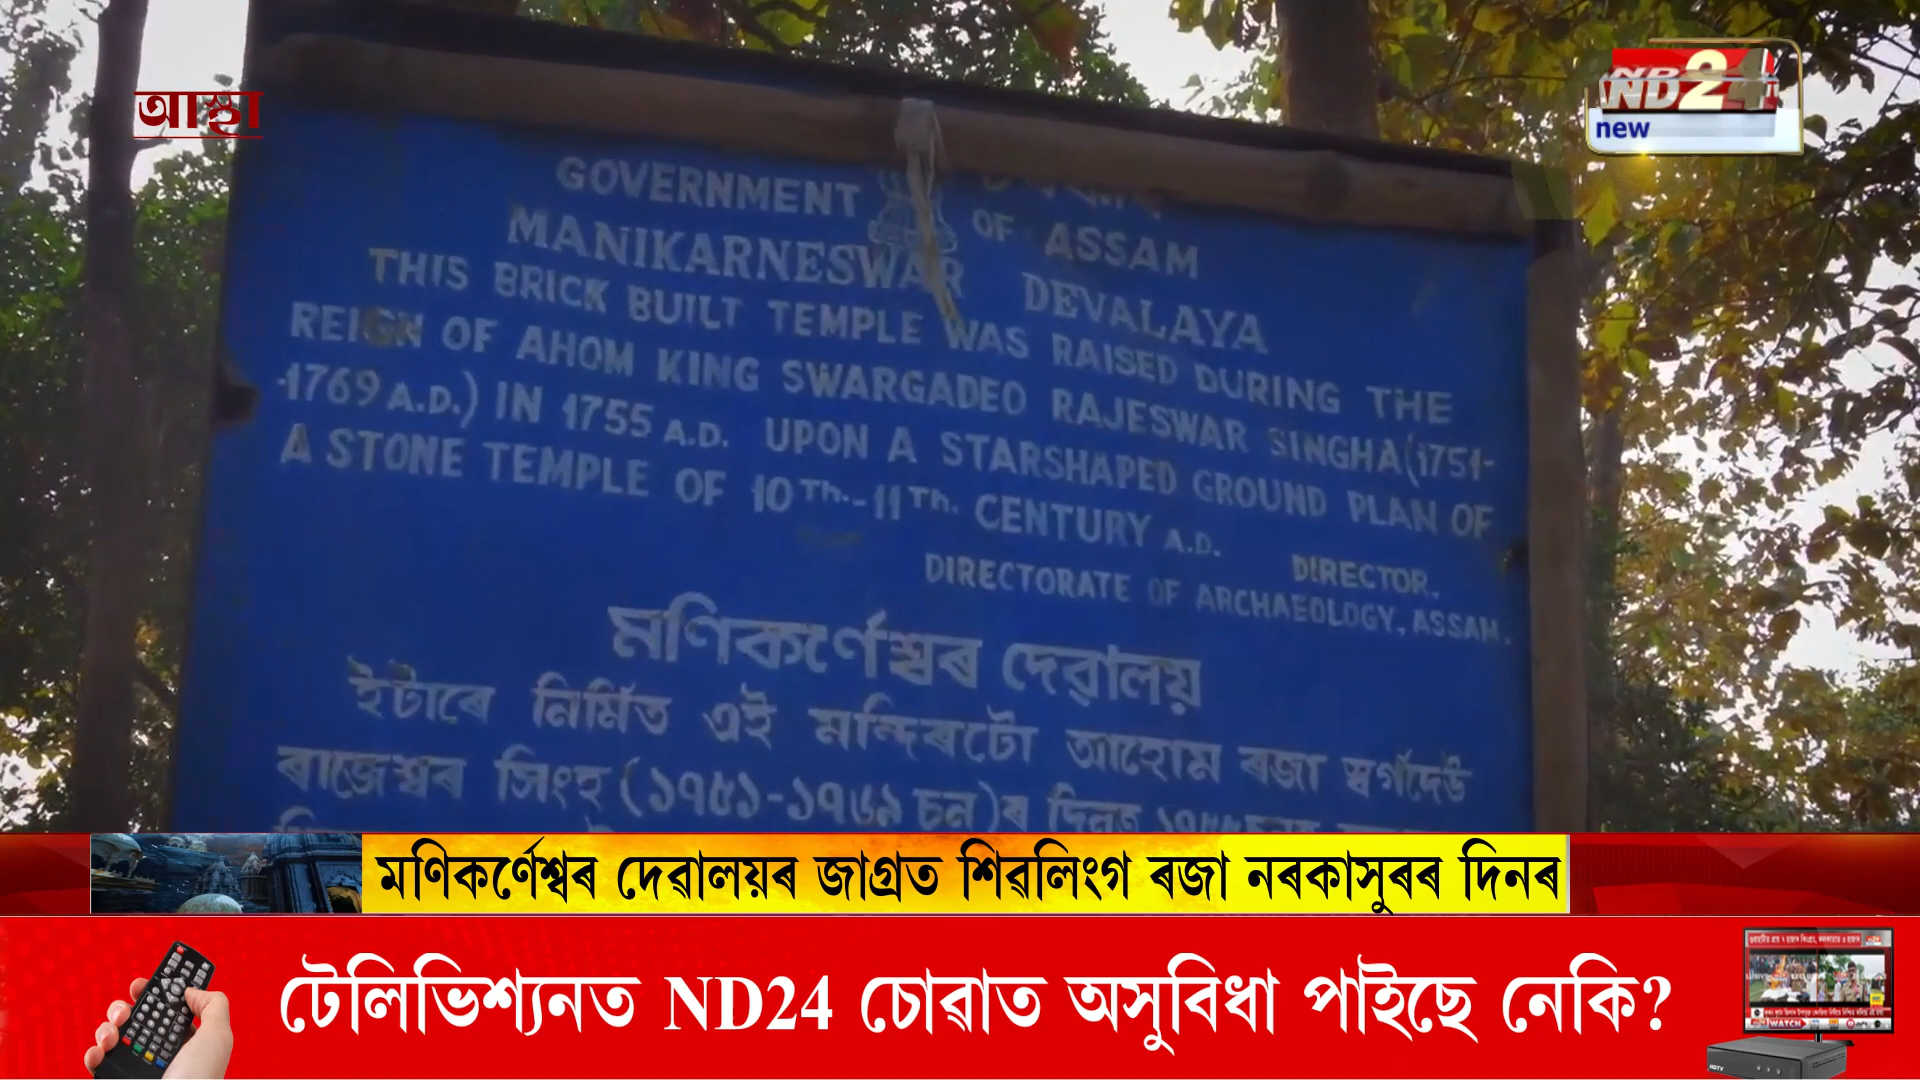 আস্থা
ND24
new
GOVERNMENT OF ASSAM
MANIKARNESWAR DEVALAYA
THIS BRICK BUILT TEMPLE WAS RAISED DURING THE
REIGN OF AHOM KING SWARGADEO RAJESWAR SINGHA (1751-
-1769 A.D.) IN 1755 A.D. UPON A STARSHAPED GROUND PLAN OF
A STONE TEMPLE OF 10TH.-11TH. CENTURY A.D.
DIRECTOR.
DIRECTORATE OF ARCHAEOLOGY, ASSAM.
মণিকৰ্ণেশ্বৰ দেৱালয়
ইটাৰে নিৰ্মিত এই মন্দিৰটো আহোম ৰজা স্বৰ্গদেউ
ৰাজেশ্বৰ সিংহ (১৭৫১-১৭৬৯ চন)ৰ দিনত
মণিকৰ্ণেশ্বৰ দেৱালয়ৰ জাগ্ৰত শিৱলিংগ ৰজা নৰকাসুৰৰ দিনৰ
টেলিভিশ্যনত ND24 চোৱাত অসুবিধা পাইছে নেকি?